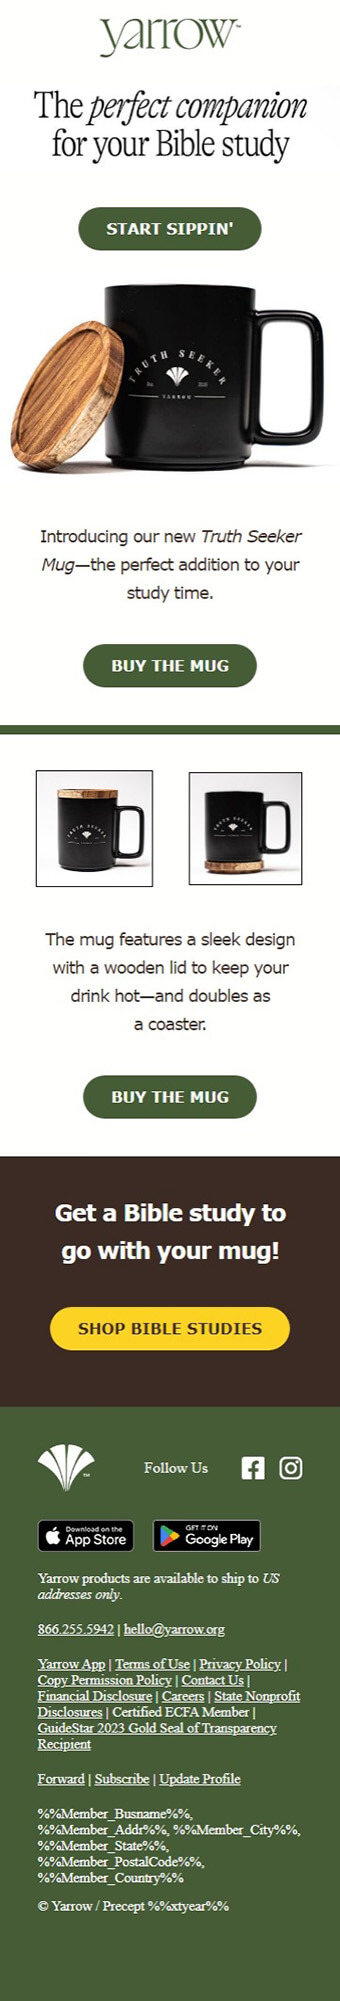 yarrow™
The perfect companion
for your Bible study
START SIPPIN'
TRUTH SEEKER
YARROW
Introducing our new Truth Seeker
Mug—the perfect addition to your
study time.
BUY THE MUG
TRUTH SEEKER
TRUTH SEEKER
The mug features a sleek design
with a wooden lid to keep your
drink hot—and doubles as
a coaster.
BUY THE MUG
Get a Bible study to
go with your mug!
SHOP BIBLE STUDIES
™
Follow Us
Download on the
App Store
GET IT ON
Google Play
Yarrow products are available to ship to US
addresses only.
866.255.5942 | hello@yarrow.org
Yarrow App | Terms of Use | Privacy Policy |
Copy Permission Policy | Contact Us |
Financial Disclosure | Careers | State Nonprofit
Disclosures | Certified ECFA Member |
GuideStar 2023 Gold Seal of Transparency
Recipient
Forward | Subscribe | Update Profile
%%Member_Busname%%,
%%Member_Addr%%, %%Member_City%%,
%%Member_State%%,
%%Member_PostalCode%%,
%%Member_Country%%
© Yarrow / Precept %%xtyear%%